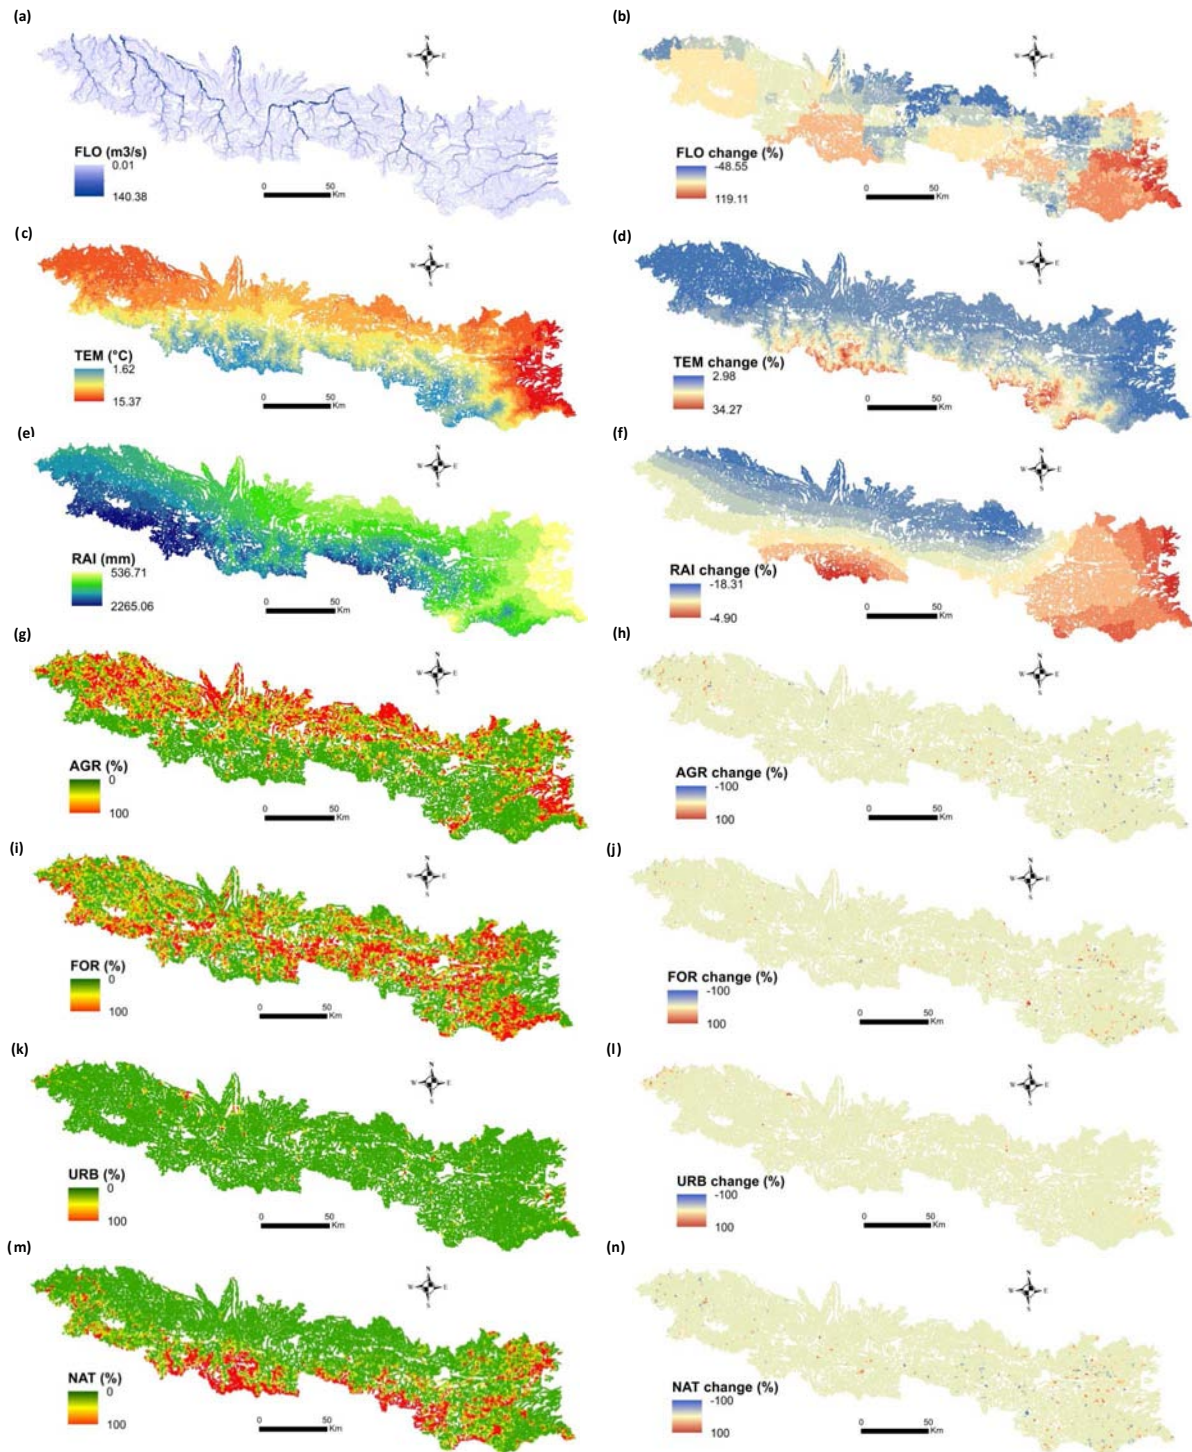 (a)
N
W E
S
FLO (m3/s)
0.01
140.38
0 50
Km
(b)
N
W E
S
FLO change (%)
-48.55
119.11
0 50
Km
(c)
N
W E
S
TEM (°C)
1.62
15.37
0 50
Km
(d)
N
W E
S
TEM change (%)
2.98
34.27
0 50
Km
(e)
N
W E
S
RAI (mm)
536.71
2265.06
0 50
Km
(f)
N
W E
S
RAI change (%)
-18.31
-4.90
0 50
Km
(g)
N
W E
S
AGR (%)
0
100
0 50
Km
(h)
N
W E
S
AGR change (%)
-100
100
0 50
Km
(i)
N
W E
S
FOR (%)
0
100
0 50
Km
(j)
N
W E
S
FOR change (%)
-100
100
0 50
Km
(k)
N
W E
S
URB (%)
0
100
0 50
Km
(l)
N
W E
S
URB change (%)
-100
100
0 50
Km
(m)
N
W E
S
NAT (%)
0
100
0 50
Km
(n)
N
W E
S
NAT change (%)
-100
100
0 50
Km